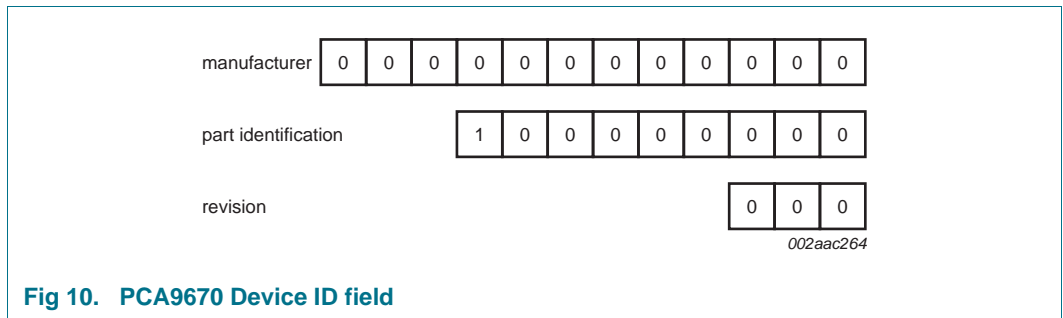 manufacturer 0 0 0 0 0 0 0 0 0 0 0 0
part identification 1 0 0 0 0 0 0 0 0
revision 0 0 0
002aac264
Fig 10. PCA9670 Device ID field